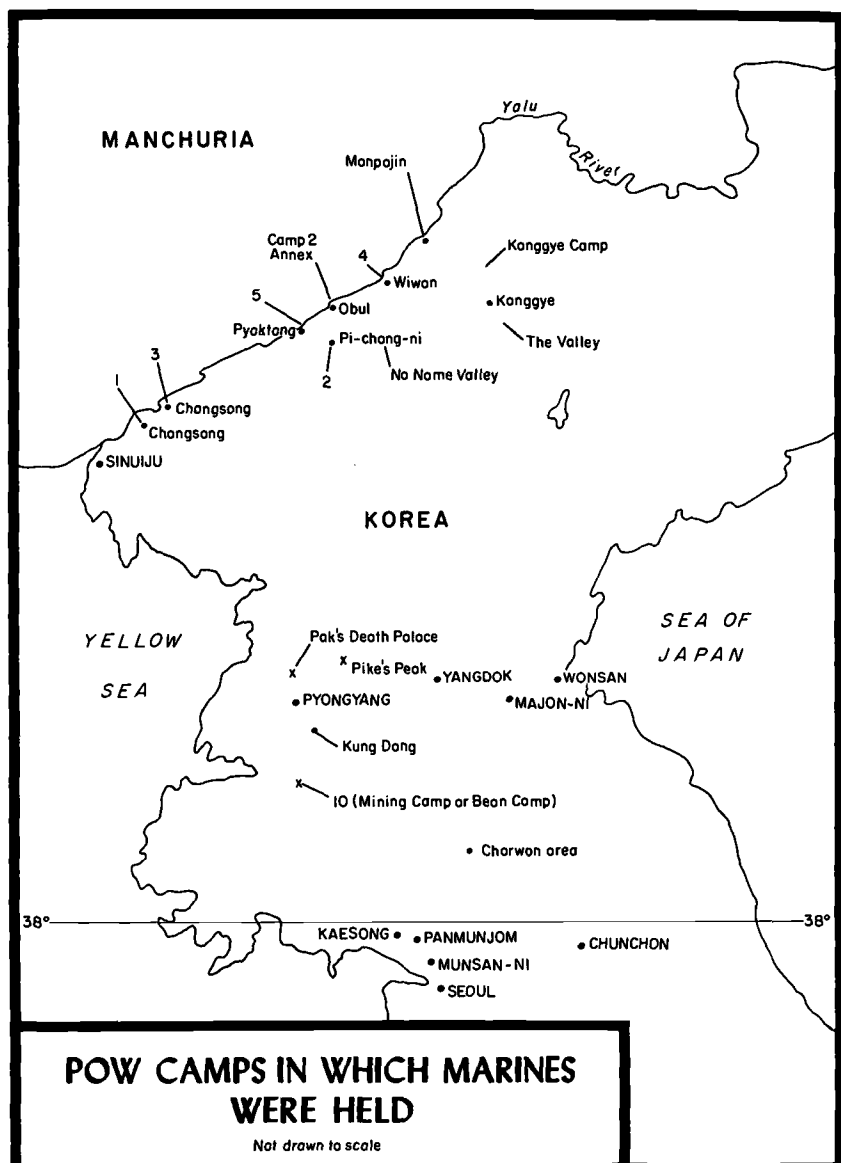 Yalu
River
MANCHURIA
Manpojin
Camp 2
Annex
Kanggye Camp
4
Wiwon
5
Obul
Kanggye
Pyoktong
Pi-chong-ni
The Valley
2
No Name Valley
3
1
Changsong
Chongsong
SINUIJU
KOREA
YELLOW
SEA
SEA OF
JAPAN
Pak's Death Palace
Pike's Peak
YANGDOK
WONSAN
PYONGYANG
MAJON-NI
Kung Dong
10 (Mining Camp or Bean Camp)
Chorwon area
38°
38°
KAESONG
PANMUNJOM
CHUNCHON
MUNSAN-NI
SEOUL
POW CAMPS IN WHICH MARINES
WERE HELD
Not drawn to scale